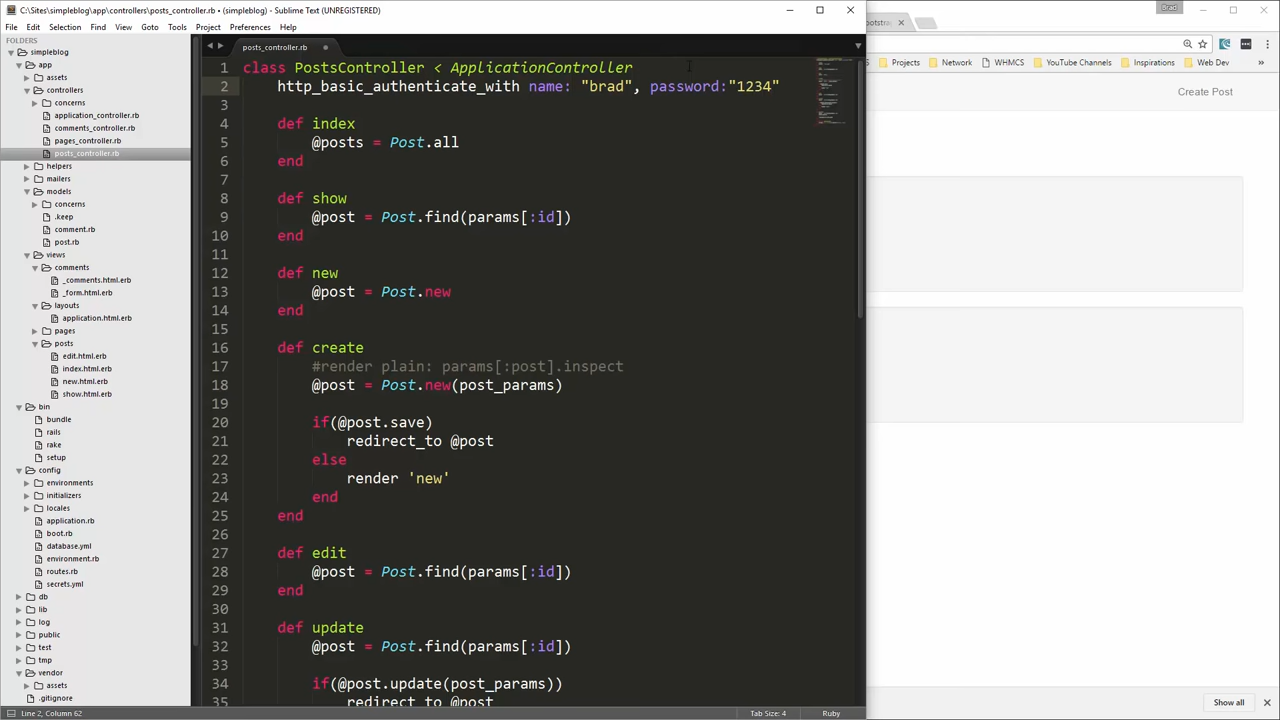 C:\Sites\simpleblog\app\controllers\posts_controller.rb • (simpleblog) - Sublime Text (UNREGISTERED)
Brad
File Edit Selection Find View Goto Tools Project Preferences Help
FOLDERS
simpleblog
app
assets
controllers
concerns
application_controller.rb
comments_controller.rb
pages_controller.rb
posts_controller.rb
helpers
mailers
models
concerns
.keep
comment.rb
post.rb
views
comments
_comments.html.erb
_form.html.erb
layouts
application.html.erb
pages
posts
edit.html.erb
index.html.erb
new.html.erb
show.html.erb
bin
bundle
rails
rake
setup
config
environments
initializers
locales
application.rb
boot.rb
database.yml
environment.rb
routes.rb
secrets.yml
db
lib
log
public
test
tmp
vendor
assets
.gitignore
posts_controller.rb
1 class PostsController < ApplicationController
2 http_basic_authenticate_with name: "brad", password:"1234"
3
4 def index
5 @posts = Post.all
6 end
7
8 def show
9 @post = Post.find(params[:id])
10 end
11
12 def new
13 @post = Post.new
14 end
15
16 def create
17 #render plain: params[:post].inspect
18 @post = Post.new(post_params)
19
20 if(@post.save)
21 redirect_to @post
22 else
23 render 'new'
24 end
25 end
26
27 def edit
28 @post = Post.find(params[:id])
29 end
30
31 def update
32 @post = Post.find(params[:id])
33
34 if(@post.update(post_params))
35 redirect_to @post
Line 2, Column 62
Tab Size: 4
Ruby
Projects WHMCS YouTube Channels Inspirations Developmen
Create Post
Show all